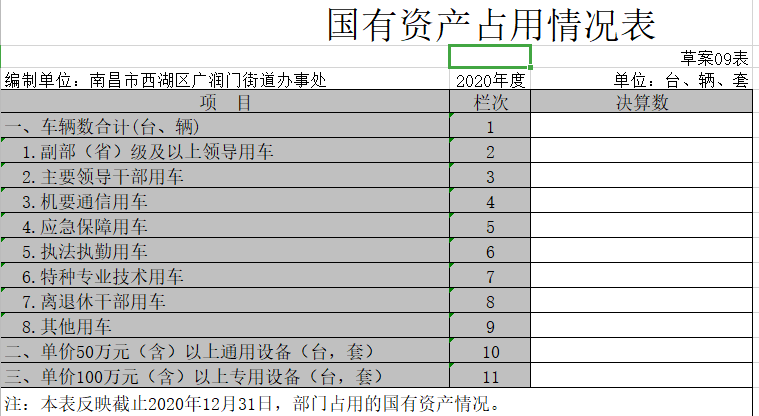 国有资产占用情况表
草案09表
编制单位：南昌市西湖区广润门街道办事处 2020年度 单位：台、辆、套
项 目 栏次 决算数
一、车辆数合计(台、辆) 1
1.副部（省）级及以上领导用车 2
2.主要领导干部用车 3
3.机要通信用车 4
4.应急保障用车 5
5.执法执勤用车 6
6.特种专业技术用车 7
7.离退休干部用车 8
8.其他用车 9
二、单价50万元（含）以上通用设备（台，套） 10
三、单价100万元（含）以上专用设备（台，套） 11
注：本表反映截止2020年12月31日，部门占用的国有资产情况。